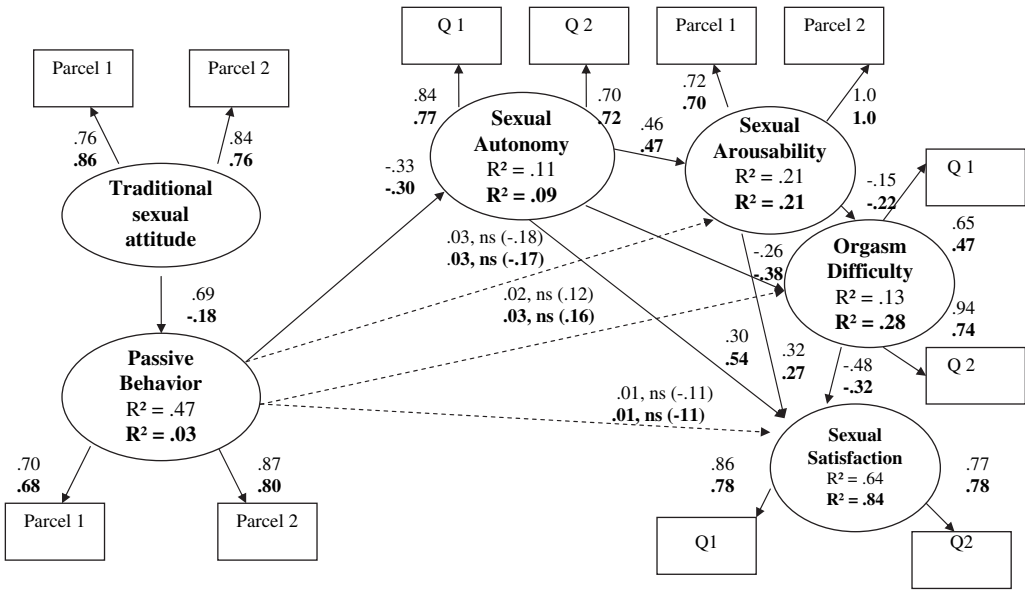 Q 1
Q 2
Parcel 1
Parcel 2
Parcel 1
Parcel 2
.84
.77
.70
.72
.72
.70
1.0
1.0
.76
.86
.84
.76
Sexual
Autonomy
R² = .11
R² = .09
.46
.47
Sexual
Arousability
R² = .21
R² = .21
Q 1
-.15
-.22
.65
.47
Traditional
sexual
attitude
-.33
-.30
.03, ns (-.18)
.03, ns (-.17)
-.26
-.38
Orgasm
Difficulty
R² = .13
R² = .28
.94
.74
Q 2
.69
-.18
.02, ns (.12)
.03, ns (.16)
.30
.54
.32
.27
-.48
-.32
Passive
Behavior
R² = .47
R² = .03
.01, ns (-.11)
.01, ns (-11)
Sexual
Satisfaction
R² = .64
R² = .84
.70
.68
.87
.80
.86
.78
.77
.78
Parcel 1
Parcel 2
Q1
Q2